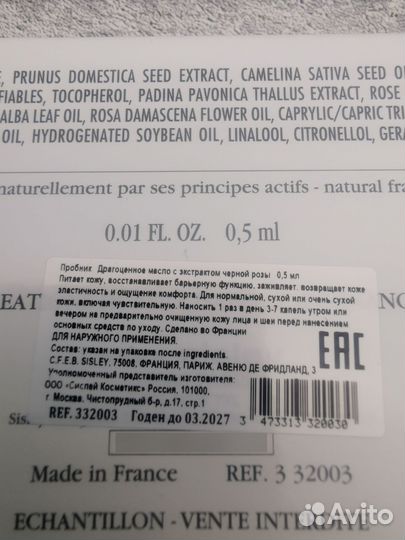 E, PRUNUS DOMESTICA SEED EXTRACT, CAMELINA SATIVA SEED O
FIABLES, TOCOPHEROL, PADINA PAVONICA THALLUS EXTRACT, ROSE
ALBA LEAF OIL, ROSA DAMASCENA FLOWER OIL, CAPRYLIC/CAPRIC TRI
OIL, HYDROGENATED SOYBEAN OIL, LINALOOL, CITRONELLOL, GERA
naturellement par ses principes actifs - natural fra
0.01 FL. OZ. 0,5 ml
Пробник Драгоценное масло с экстрактом черной розы 0,5 мл
Питает кожу, восстанавливает барьерную функцию, заживляет, возвращает коже
эластичность и ощущение комфорта. Для нормальной, сухой или очень сухой
кожи, включая чувствительную. Наносить 1 раз в день 3-7 капель утром или
вечером на предварительно очищенную кожу лица и шеи перед нанесением
основных средств по уходу. Сделано во Франции
ДЛЯ НАРУЖНОГО ПРИМЕНЕНИЯ.
Состав: указан на упаковке после ingredients.
C.F.E.B. SISLEY, 75008, ФРАНЦИЯ, ПАРИЖ, АВЕНЮ ДЕ ФРИДЛАНД, 3
Уполномоченный представитель изготовителя:
ООО «Сислей Косметикс» Россия, 101000,
г. Москва, Чистопрудный б-р, д.17, стр.1
REF. 332003 Годен до 03.2027
EAC
3 473313 320030
EAT
Sis
Made in France REF. 3 32003
ECHANTILLON - VENTE INTERDITE
Avito